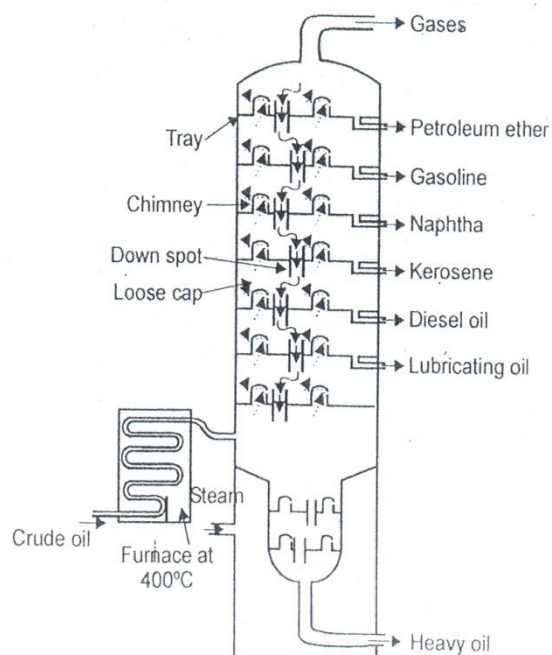 Gases
Petroleum ether
Tray
Gasoline
Chimney
Naphtha
Down spot
Kerosene
Loose cap
Diesel oil
Lubricating oil
Steam
Crude oil
Furnace at
400ºC
Heavy oil